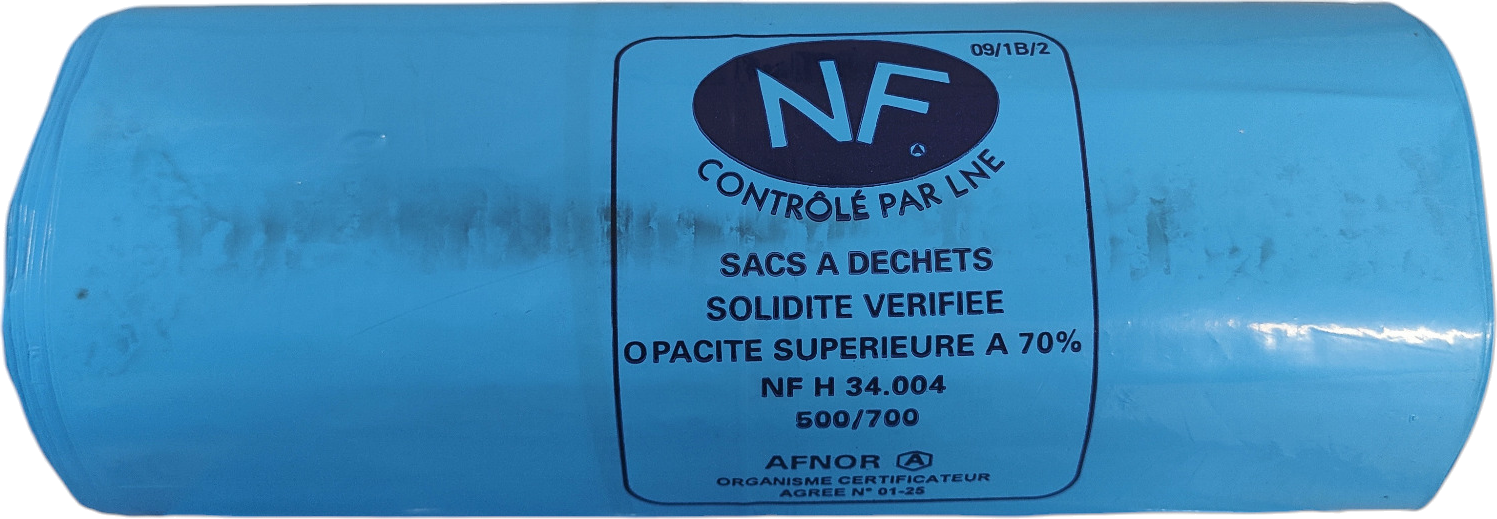 09/1B/2
NF
CONTRÔLÉ PAR LNE
SACS A DECHETS
SOLIDITE VERIFIEE
OPACITE SUPERIEURE A 70%
NF H 34.004
500/700
AFNOR
ORGANISME CERTIFICATEUR
AGREE N° 01-25